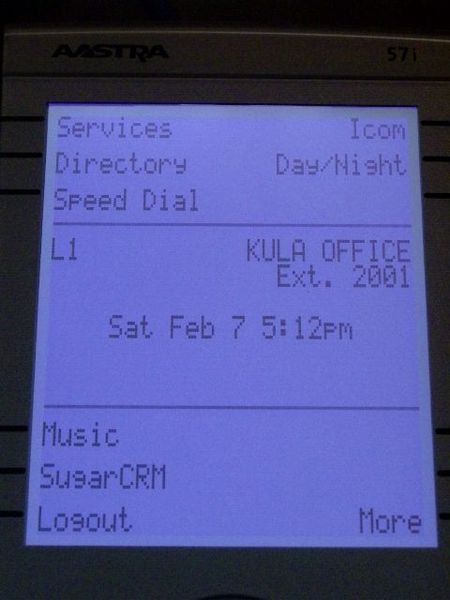 AASTRA 57i
Services Icom
Directory Day/Night
Speed Dial
L1 KULA OFFICE
Ext. 2001
Sat Feb 7 5:12pm
Music
SugarCRM
Logout More